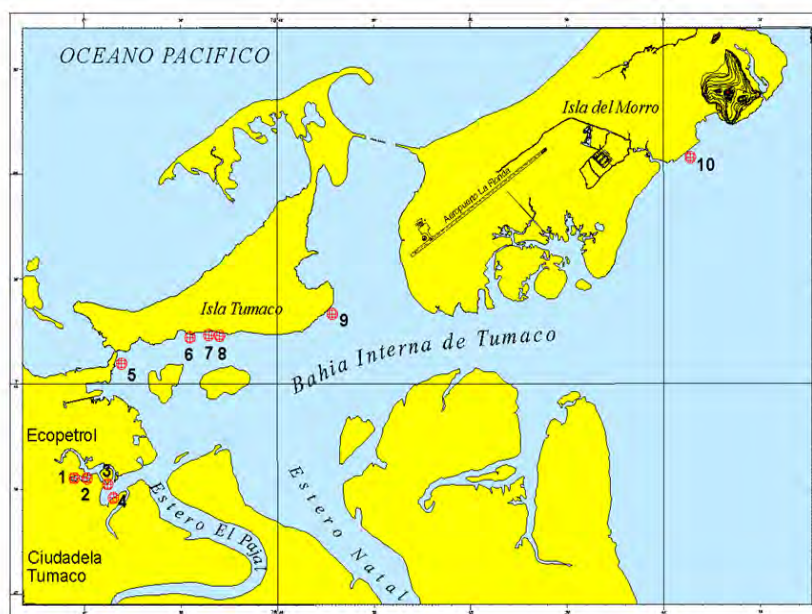 OCEANO PACIFICO
Isla del Morro
10
Aeropuerto La Florida
Isla Tumaco
9
6
7
8
Bahia Interna de Tumaco
5
Ecopetrol
3
1
2
4
Estero El Pajal
Estero Natal
Ciudadela
Tumaco